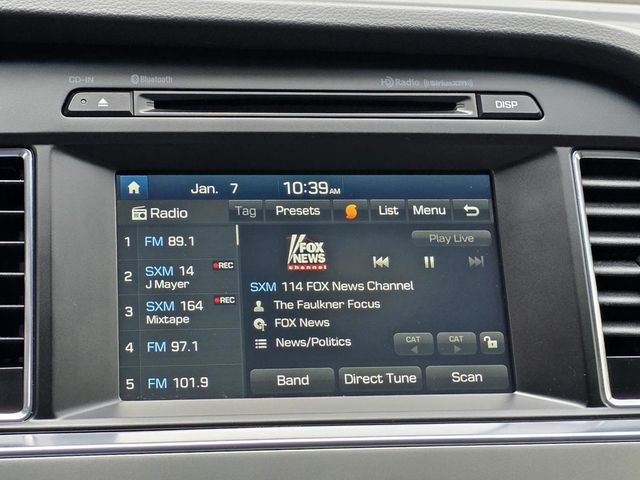 CD-IN Bluetooth HD Radio (SiriusXM)
DISP
Jan. 7 10:39 AM
Radio Tag Presets List Menu
1 FM 89.1
2 SXM 14 REC
J Mayer
3 SXM 164 REC
Mixtape
4 FM 97.1
5 FM 101.9
FOX
NEWS
channel
Play Live
SXM 114 FOX News Channel
The Faulkner Focus
FOX News
News/Politics
CAT CAT
Band Direct Tune Scan